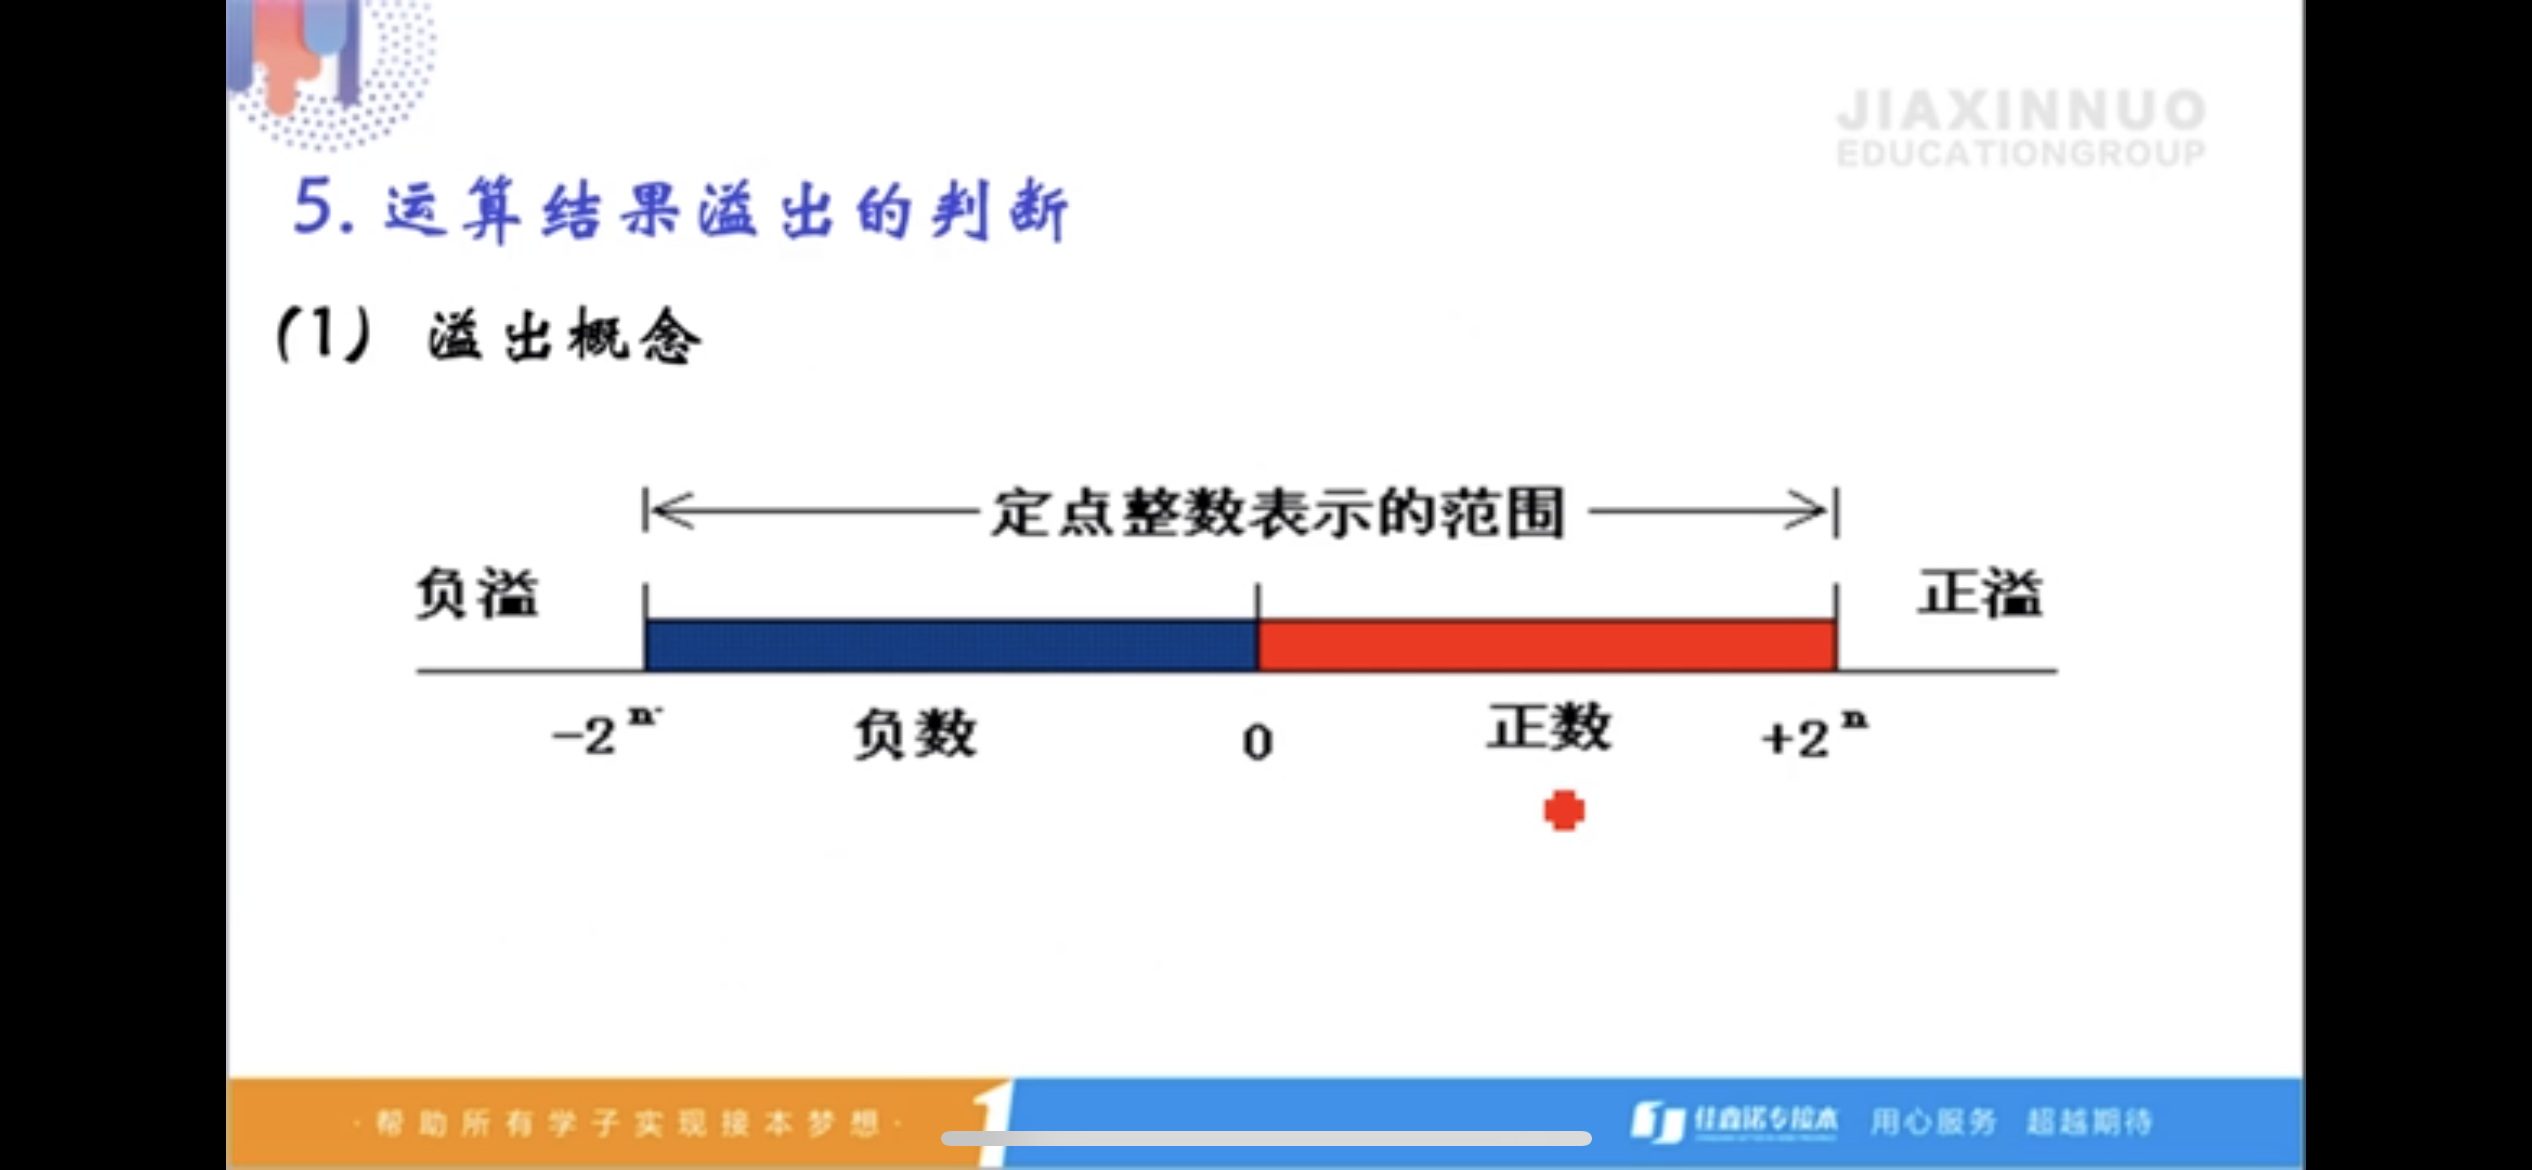 JIAXINNUO
EDUCATIONGROUP
5. 运算结果溢出的判断
(1) 溢出概念
定点整数表示的范围
负溢
正溢
-2ⁿ
负数
0
正数
+2ⁿ
·帮助所有学子实现接本梦想·
佳鑫诺专接本 用心服务 超越期待